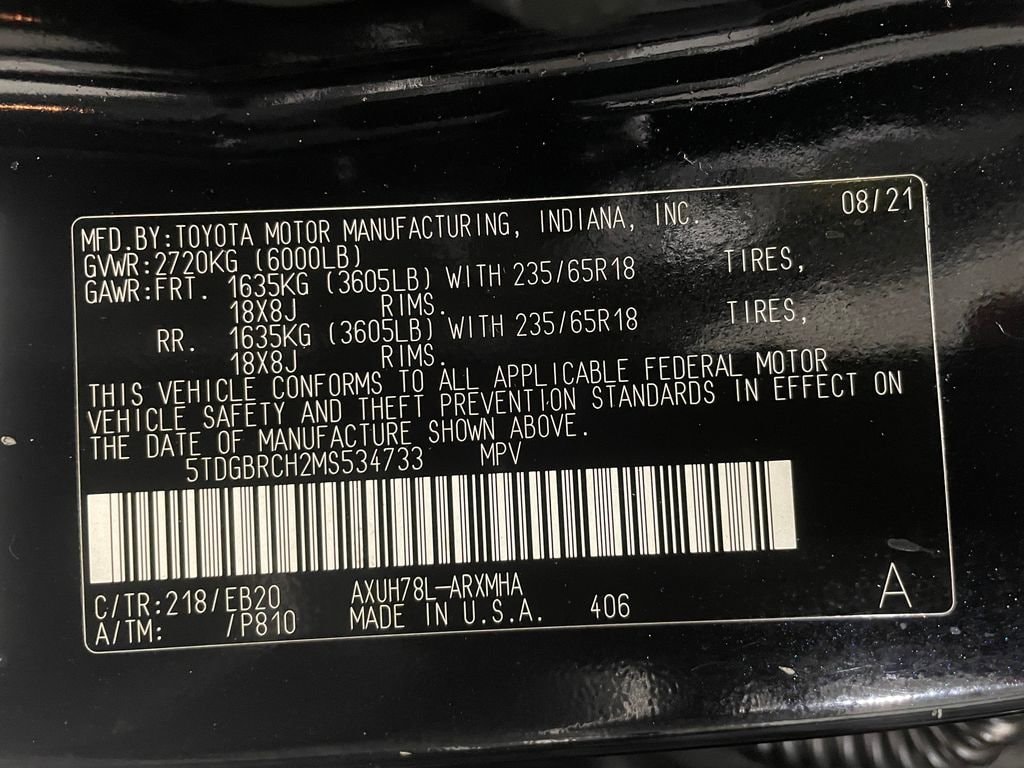 08/21
MFD.BY:TOYOTA MOTOR MANUFACTURING, INDIANA, INC.
GVWR:2720KG (6000LB)
GAWR:FRT. 1635KG (3605LB) WITH 235/65R18 TIRES,
18X8J RIMS.
RR. 1635KG (3605LB) WITH 235/65R18 TIRES,
18X8J RIMS.
THIS VEHICLE CONFORMS TO ALL APPLICABLE FEDERAL MOTOR
VEHICLE SAFETY AND THEFT PREVENTION STANDARDS IN EFFECT ON
THE DATE OF MANUFACTURE SHOWN ABOVE.
5TDGBRCH2MS534733 MPV
C/TR:218/EB20 AXUH78L-ARXMHA
A/TM: /P810 MADE IN U.S.A. 406 A